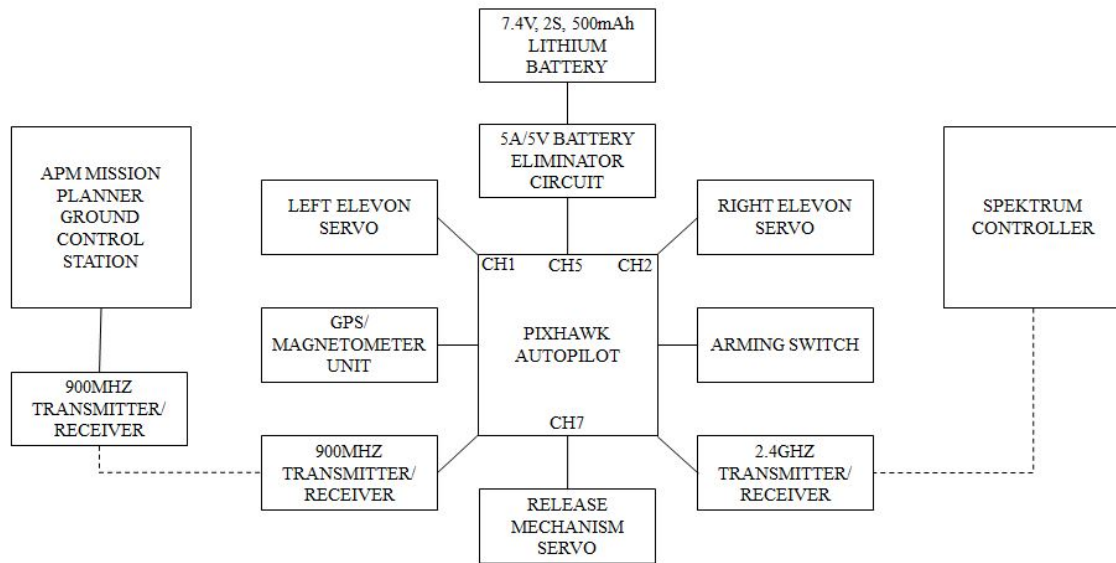 7.4V, 2S, 500mAh
LITHIUM
BATTERY
5A/5V BATTERY
ELIMINATOR
CIRCUIT
APM MISSION
PLANNER
GROUND
CONTROL
STATION
LEFT ELEVON
SERVO
RIGHT ELEVON
SERVO
SPEKTRUM
CONTROLLER
CH1
CH5
CH2
GPS/
MAGNETOMETER
UNIT
PIXHAWK
AUTOPILOT
ARMING SWITCH
900MHZ
TRANSMITTER/
RECEIVER
CH7
900MHZ
TRANSMITTER/
RECEIVER
2.4GHZ
TRANSMITTER/
RECEIVER
RELEASE
MECHANISM
SERVO